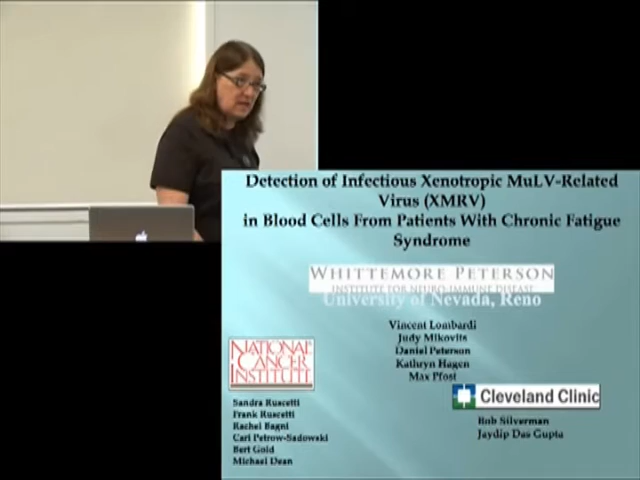 Detection of Infectious Xenotropic MuLV-Related
Virus (XMRV)
in Blood Cells From Patients With Chronic Fatigue
Syndrome
WHITTEMORE PETERSON
INSTITUTE FOR NEURO-IMMUNE DISEASE
University of Nevada, Reno
Vincent Lombardi
Judy Mikovits
Daniel Peterson
Kathryn Hagen
Max Pfost
NATIONAL
CANCER
INSTITUTE
Cleveland Clinic
Sandra Ruscetti
Frank Ruscetti
Rachel Bagni
Cari Petrow-Sadowski
Bert Gold
Michael Dean
Bob Silverman
Jaydip Das Gupta